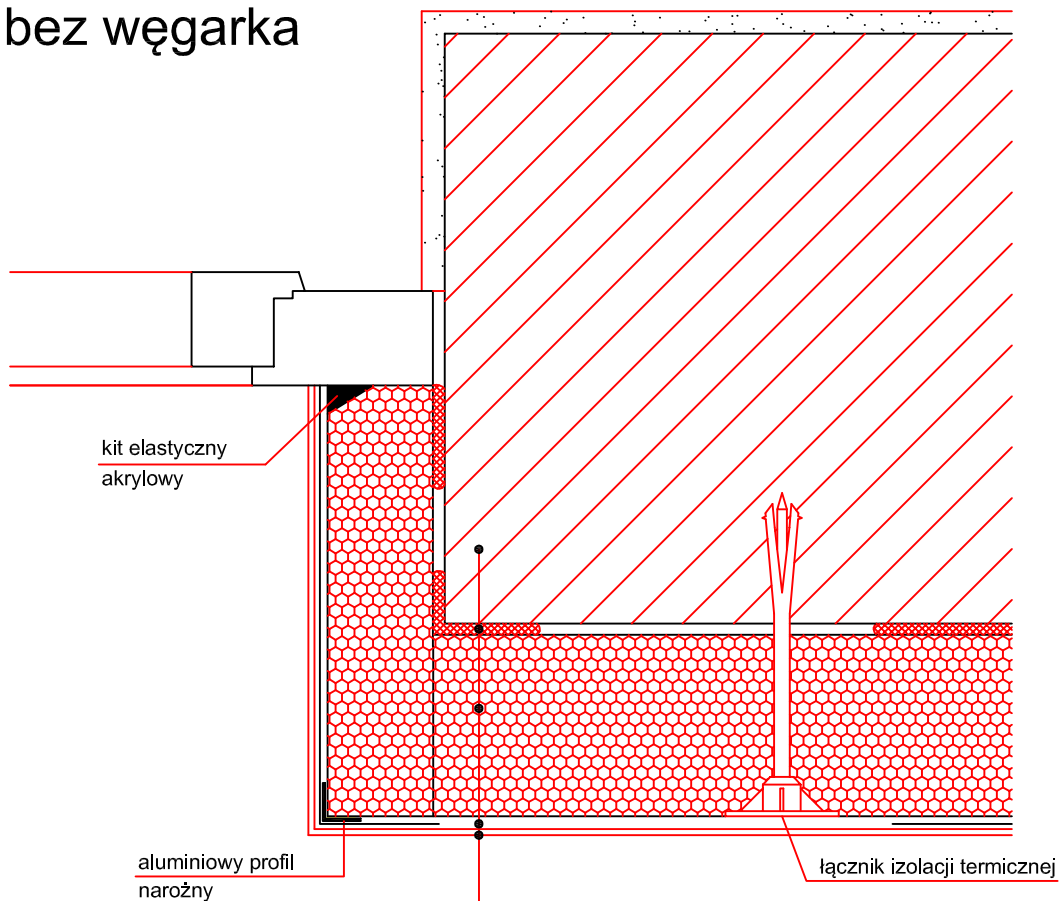 bez węgarka
kit elastyczny
akrylowy
aluminiowy profil
narożny
łącznik izolacji termicznej